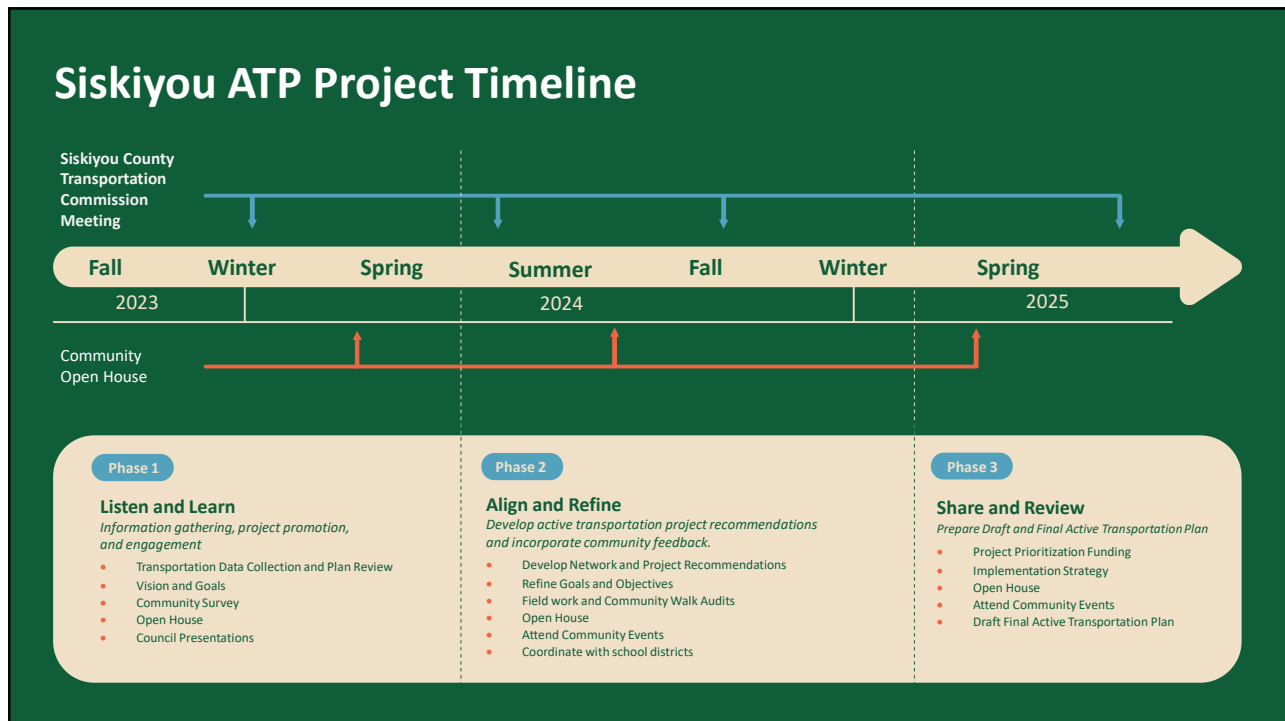 Siskiyou ATP Project Timeline
Siskiyou County
Transportation
Commission
Meeting
Fall Winter Spring Summer Fall Winter Spring
2023 2024 2025
Community
Open House
Phase 1
Listen and Learn
Information gathering, project promotion,
and engagement
• Transportation Data Collection and Plan Review
• Vision and Goals
• Community Survey
• Open House
• Council Presentations
Phase 2
Align and Refine
Develop active transportation project recommendations
and incorporate community feedback.
• Develop Network and Project Recommendations
• Refine Goals and Objectives
• Field work and Community Walk Audits
• Open House
• Attend Community Events
• Coordinate with school districts
Phase 3
Share and Review
Prepare Draft and Final Active Transportation Plan
• Project Prioritization Funding
• Implementation Strategy
• Open House
• Attend Community Events
• Draft Final Active Transportation Plan